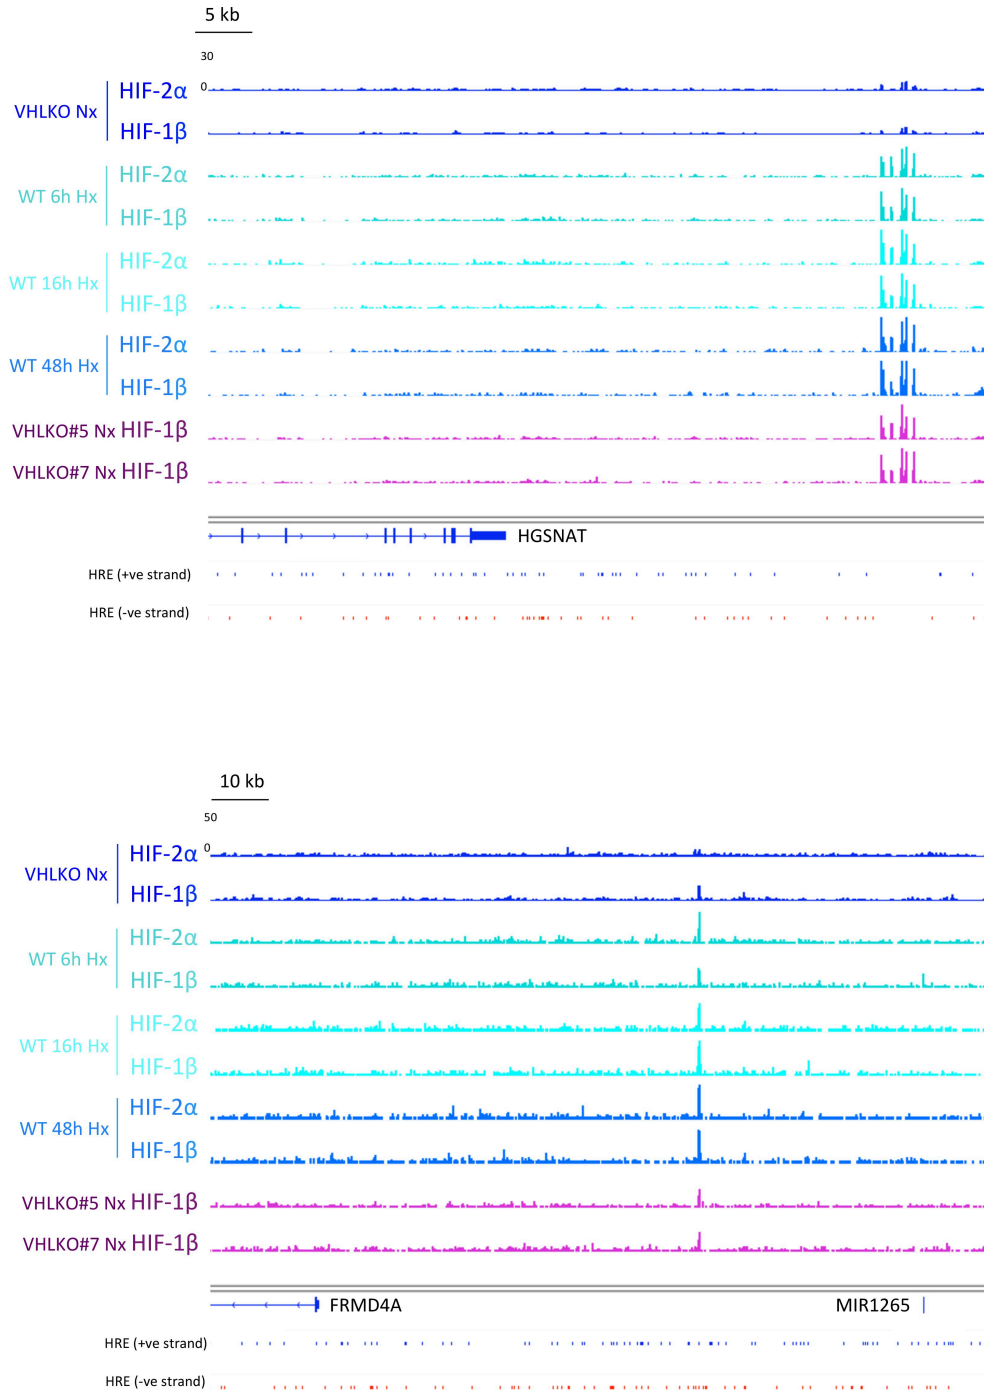 5 kb
30
0
HIF-2α
VHLKO Nx
HIF-1β
HIF-2α
WT 6h Hx
HIF-1β
HIF-2α
WT 16h Hx
HIF-1β
HIF-2α
WT 48h Hx
HIF-1β
VHLKO#5 Nx HIF-1β
VHLKO#7 Nx HIF-1β
HGSNAT
HRE (+ve strand)
HRE (-ve strand)
10 kb
50
0
HIF-2α
VHLKO Nx
HIF-1β
HIF-2α
WT 6h Hx
HIF-1β
HIF-2α
WT 16h Hx
HIF-1β
HIF-2α
WT 48h Hx
HIF-1β
VHLKO#5 Nx HIF-1β
VHLKO#7 Nx HIF-1β
FRMD4A MIR1265
HRE (+ve strand)
HRE (-ve strand)